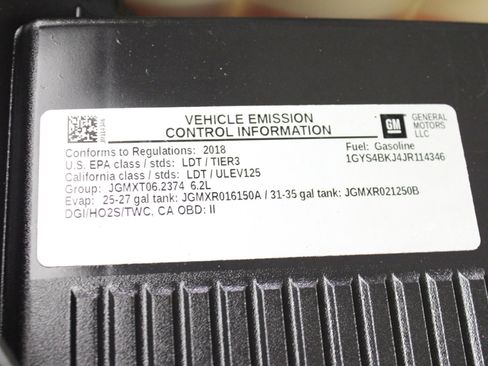 VEHICLE EMISSION
CONTROL INFORMATION
GM
GENERAL
MOTORS
LLC
Conforms to Regulations: 2018
U.S. EPA class / stds: LDT / TIER3
California class / stds: LDT / ULEV125
Group: JGMXT06.2374 6.2L
Evap: 25-27 gal tank: JGMXR016150A / 31-35 gal tank: JGMXR021250B
DGI/HO2S/TWC, CA OBD: II
Fuel: Gasoline
1GYS4BKJ4JR114346